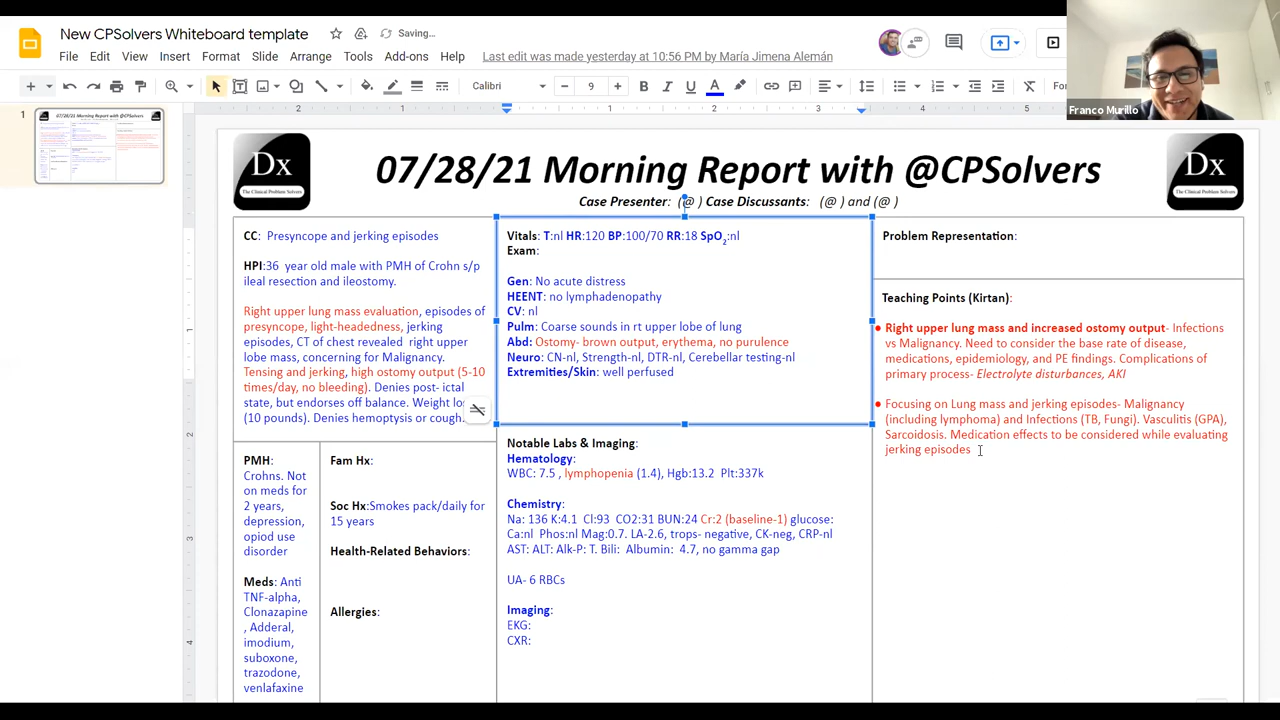 New CPSolvers Whiteboard template
Saving...
File Edit View Insert Format Slide Arrange Tools Add-ons Help Last edit was made yesterday at 10:56 PM by María Jimena Alemán
Calibri 9
Franco Murillo
1
Dx
The Clinical Problem Solvers
07/28/21 Morning Report with @CPSolvers
Case Presenter: (@ ) Case Discussants: (@ ) and (@ )
Dx
The Clinical Problem Solvers
CC: Presyncope and jerking episodes
HPI:36 year old male with PMH of Crohn s/p
ileal resection and ileostomy.
Right upper lung mass evaluation, episodes of
presyncope, light-headedness, jerking
episodes, CT of chest revealed right upper
lobe mass, concerning for Malignancy.
Tensing and jerking, high ostomy output (5-10
times/day, no bleeding). Denies post- ictal
state, but endorses off balance. Weight
(10 pounds). Denies hemoptysis or cough.
PMH:
Crohns. Not
on meds for
2 years,
depression,
opiod use
disorder
Meds: Anti
TNF-alpha,
Clonazapine
, Adderal,
imodium,
suboxone,
trazodone,
venlafaxine
Fam Hx:
Soc Hx:Smokes pack/daily for
15 years
Health-Related Behaviors:
Allergies:
Vitals: T:nl HR:120 BP:100/70 RR:18 SpO2:nl
Exam:
Gen: No acute distress
HEENT: no lymphadenopathy
CV: nl
Pulm: Coarse sounds in rt upper lobe of lung
Abd: Ostomy- brown output, erythema, no purulence
Neuro: CN-nl, Strength-nl, DTR-nl, Cerebellar testing-nl
Extremities/Skin: well perfused
Notable Labs & Imaging:
Hematology:
WBC: 7.5 , lymphopenia (1.4), Hgb:13.2 Plt:337k
Chemistry:
Na: 136 K:4.1 Cl:93 CO2:31 BUN:24 Cr:2 (baseline-1) glucose:
Ca:nl Phos:nl Mag:0.7. LA-2.6, trops- negative, CK-neg, CRP-nl
AST: ALT: Alk-P: T. Bili: Albumin: 4.7, no gamma gap
UA- 6 RBCs
Imaging:
EKG:
CXR:
Problem Representation:
Teaching Points (Kirtan):
● Right upper lung mass and increased ostomy output- Infections
vs Malignancy. Need to consider the base rate of disease,
medications, epidemiology, and PE findings. Complications of
primary process- Electrolyte disturbances, AKI
● Focusing on Lung mass and jerking episodes- Malignancy
(including lymphoma) and Infections (TB, Fungi). Vasculitis (GPA),
Sarcoidosis. Medication effects to be considered while evaluating
jerking episodes